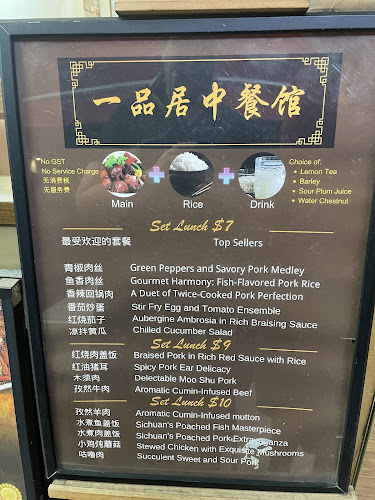 一品居中餐馆
No GST
No Service Charge
无消费税
无服务费
Main
Rice
Drink
Choice of:
• Lemon Tea
• Barley
• Sour Plum Juice
• Water Chestnut
Set Lunch $7
最受欢迎的套餐 Top Sellers
青椒肉丝 Green Peppers and Savory Pork Medley
鱼香肉丝 Gourmet Harmony: Fish-Flavored Pork Rice
香辣回锅肉 A Duet of Twice-Cooked Pork Perfection
番茄炒蛋 Stir Fry Egg and Tomato Ensemble
红烧茄子 Aubergine Ambrosia in Rich Braising Sauce
凉拌黄瓜 Chilled Cucumber Salad
Set Lunch $9
红烧肉盖饭 Braised Pork in Rich Red Sauce with Rice
红油猪耳 Spicy Pork Ear Delicacy
木须肉 Delectable Moo Shu Pork
孜然牛肉 Aromatic Cumin-Infused Beef
Set Lunch $10
孜然羊肉 Aromatic Cumin-Infused mutton
水煮鱼盖饭 Sichuan's Poached Fish Masterpiece
水煮肉盖饭 Sichuan's Poached Pork Extravaganza
小鸡炖蘑菇 Stewed Chicken with Exquisite Mushrooms
咕噜肉 Succulent Sweet and Sour Pork